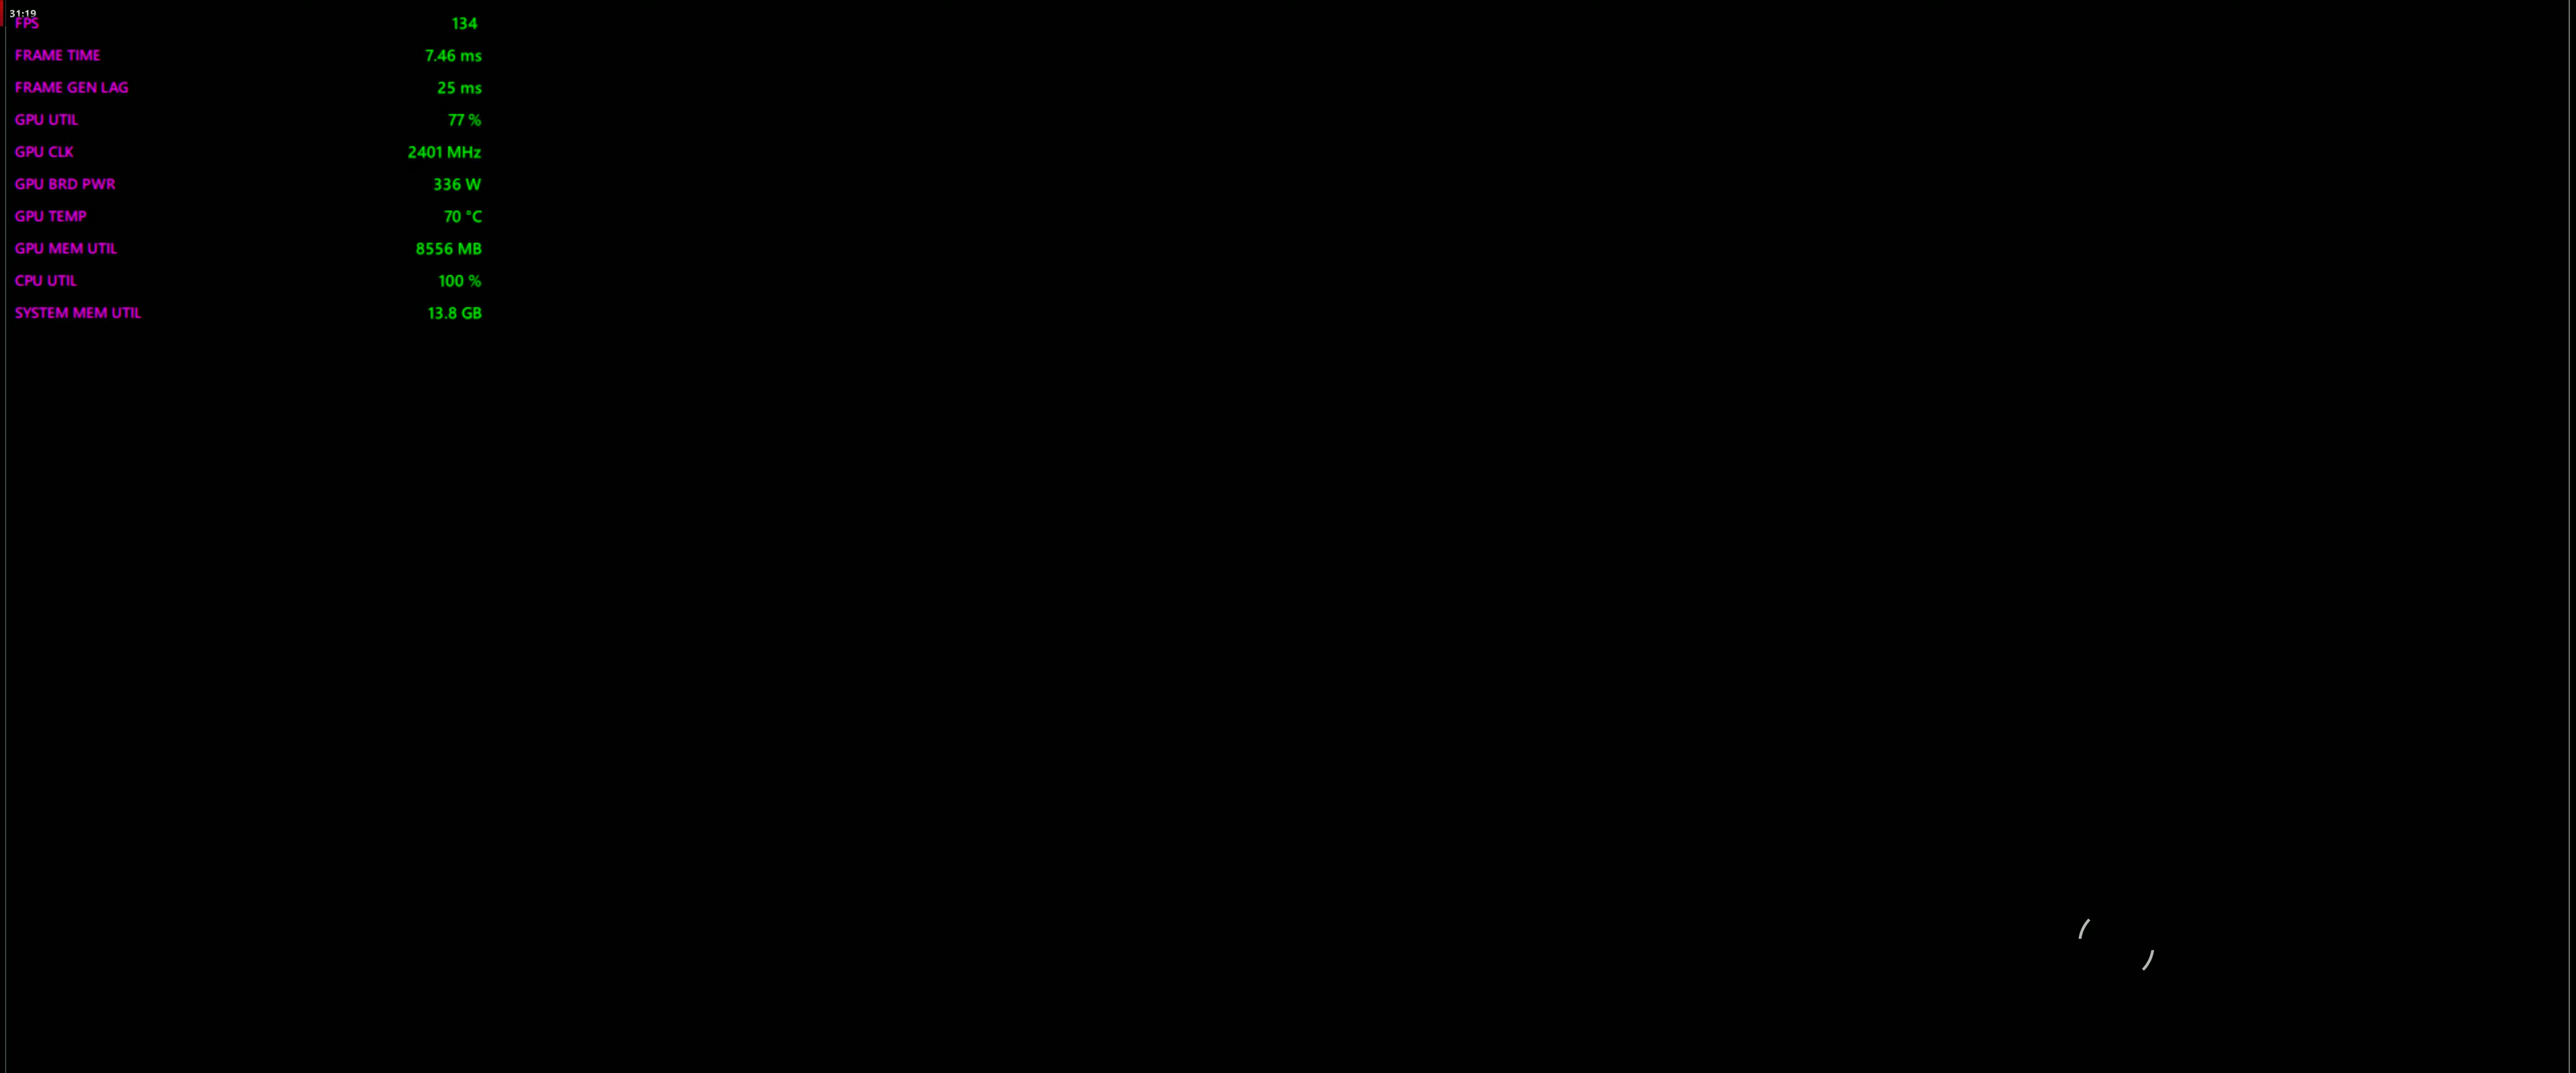 31:19
FPS 134
FRAME TIME 7.46 ms
FRAME GEN LAG 25 ms
GPU UTIL 77 %
GPU CLK 2401 MHz
GPU BRD PWR 336 W
GPU TEMP 70 °C
GPU MEM UTIL 8556 MB
CPU UTIL 100 %
SYSTEM MEM UTIL 13.8 GB